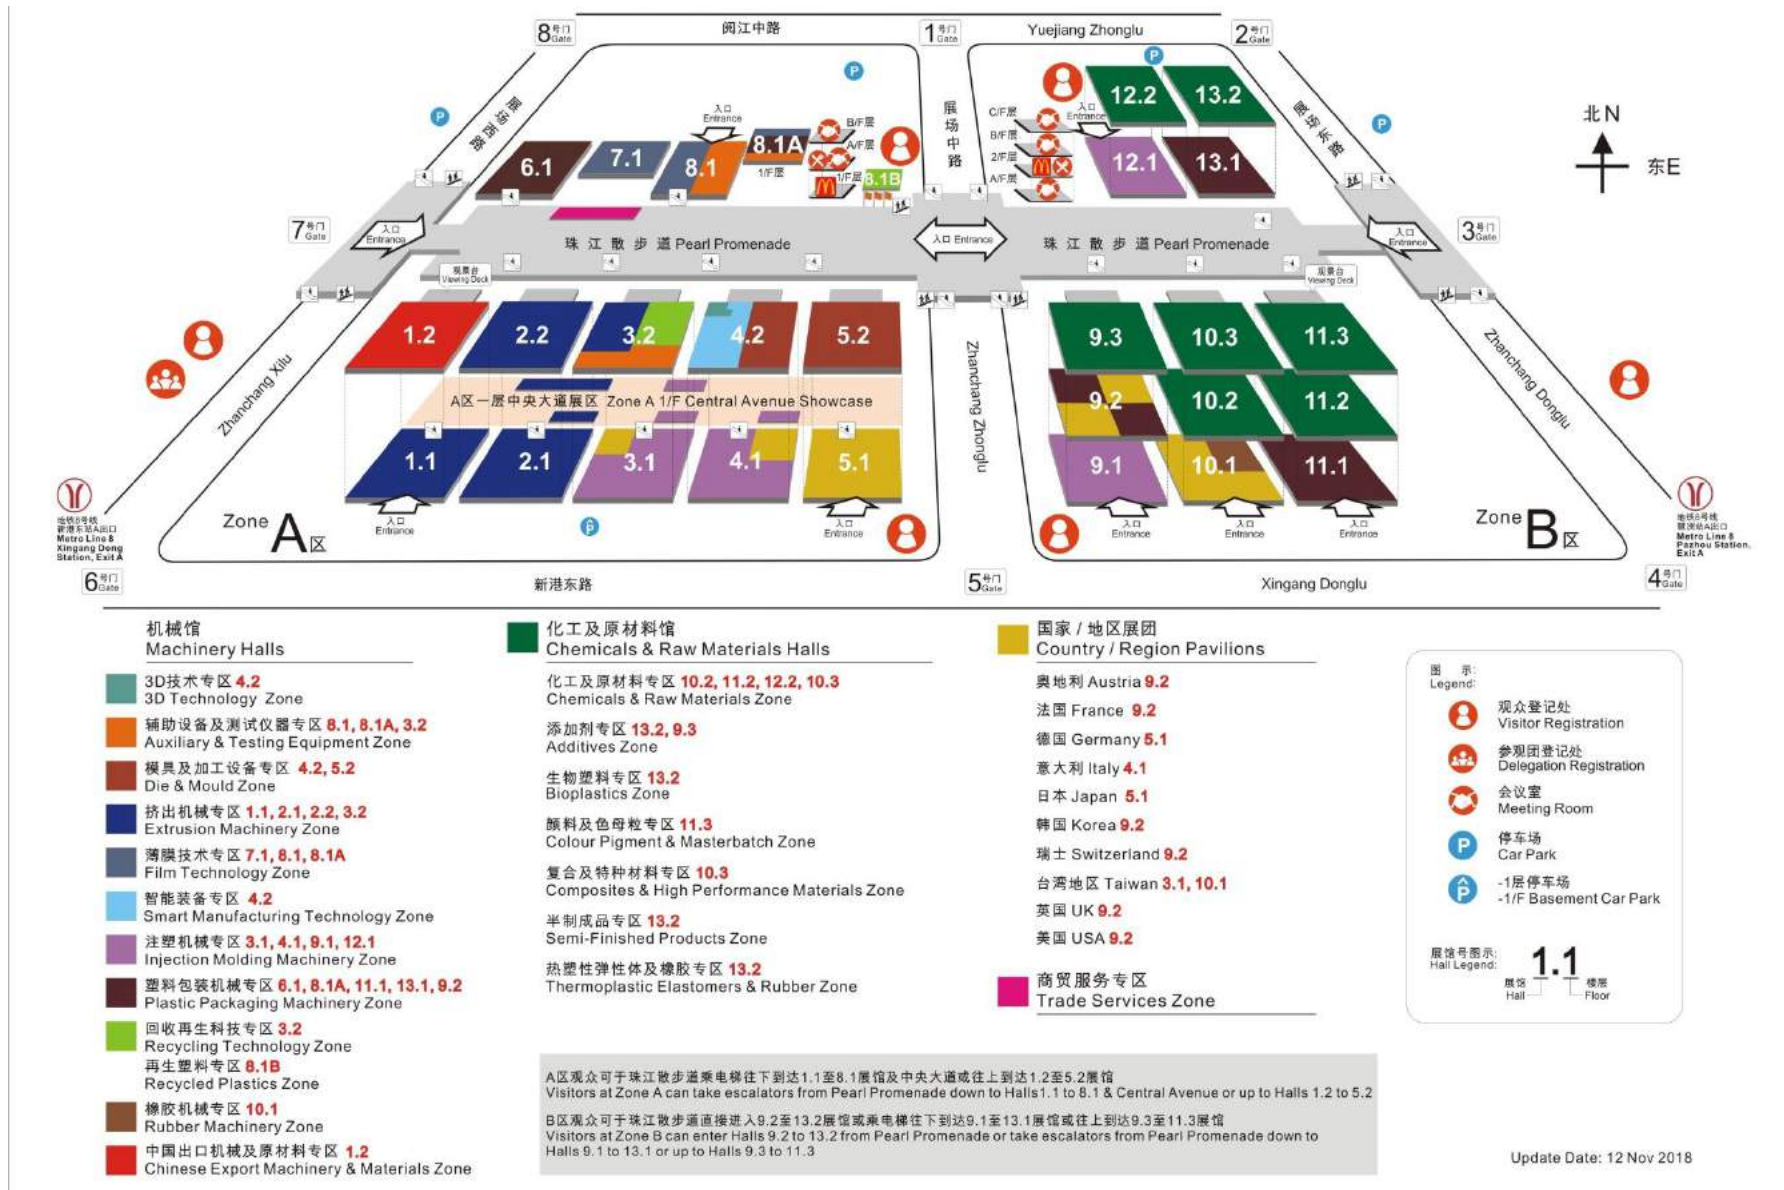 8号门 Gate
阅江中路
1号门 Gate
Yuejiang Zhonglu
2号门 Gate
展场西路
入口 Entrance
B/F层
A/F层
1/F层
1/F层
6.1
7.1
8.1
8.1A
8.1B
展场中路
C/F层
B/F层
2/F层
A/F层
入口 Entrance
12.2
13.2
12.1
13.1
展场东路
北N
东E
7号门 Gate
入口 Entrance
珠江散步道 Pearl Promenade
入口 Entrance
珠江散步道 Pearl Promenade
入口 Entrance
3号门 Gate
观景台 Viewing Deck
观景台 Viewing Deck
1.2
2.2
3.2
4.2
5.2
9.3
10.3
11.3
A区一层中央大道展区 Zone A 1/F Central Avenue Showcase
9.2
10.2
11.2
1.1
2.1
3.1
4.1
5.1
9.1
10.1
11.1
Zhanchang Xilu
Zhanchang Zhonglu
Zhanchang Donglu
地铁8号线
新港东站A出口
Metro Line 8
Xingang Dong
Station, Exit A
Zone A区
入口 Entrance
入口 Entrance
入口 Entrance
入口 Entrance
入口 Entrance
Zone B区
地铁8号线
琶洲站A出口
Metro Line 8
Pazhou Station,
Exit A
6号门 Gate
新港东路
5号门 Gate
Xingang Donglu
4号门 Gate
机械馆
Machinery Halls
3D技术专区 4.2
3D Technology Zone
辅助设备及测试仪器专区 8.1, 8.1A, 3.2
Auxiliary & Testing Equipment Zone
模具及加工设备专区 4.2, 5.2
Die & Mould Zone
挤出机械专区 1.1, 2.1, 2.2, 3.2
Extrusion Machinery Zone
薄膜技术专区 7.1, 8.1, 8.1A
Film Technology Zone
智能装备专区 4.2
Smart Manufacturing Technology Zone
注塑机械专区 3.1, 4.1, 9.1, 12.1
Injection Molding Machinery Zone
塑料包装机械专区 6.1, 8.1A, 11.1, 13.1, 9.2
Plastic Packaging Machinery Zone
回收再生科技专区 3.2
Recycling Technology Zone
再生塑料专区 8.1B
Recycled Plastics Zone
橡胶机械专区 10.1
Rubber Machinery Zone
中国出口机械及原材料专区 1.2
Chinese Export Machinery & Materials Zone
化工及原材料馆
Chemicals & Raw Materials Halls
化工及原材料专区 10.2, 11.2, 12.2, 10.3
Chemicals & Raw Materials Zone
添加剂专区 13.2, 9.3
Additives Zone
生物塑料专区 13.2
Bioplastics Zone
颜料及色母粒专区 11.3
Colour Pigment & Masterbatch Zone
复合及特种材料专区 10.3
Composites & High Performance Materials Zone
半制成品专区 13.2
Semi-Finished Products Zone
热塑性弹性体及橡胶专区 13.2
Thermoplastic Elastomers & Rubber Zone
国家 / 地区展团
Country / Region Pavilions
奥地利 Austria 9.2
法国 France 9.2
德国 Germany 5.1
意大利 Italy 4.1
日本 Japan 5.1
韩国 Korea 9.2
瑞士 Switzerland 9.2
台湾地区 Taiwan 3.1, 10.1
英国 UK 9.2
美国 USA 9.2
商贸服务专区
Trade Services Zone
图 示:
Legend:
观众登记处
Visitor Registration
参观团登记处
Delegation Registration
会议室
Meeting Room
停车场
Car Park
-1层停车场
-1/F Basement Car Park
展馆号图示:
Hall Legend:
1.1
展馆 Hall
楼层 Floor
A区观众可于珠江散步道乘电梯往下到达1.1至8.1展馆及中央大道或往上到达1.2至5.2展馆
Visitors at Zone A can take escalators from Pearl Promenade down to Halls1.1 to 8.1 & Central Avenue or up to Halls 1.2 to 5.2
B区观众可于珠江散步道直接进入9.2至13.2展馆或乘电梯往下到达9.1至13.1展馆或往上到达9.3至11.3展馆
Visitors at Zone B can enter Halls 9.2 to 13.2 from Pearl Promenade or take escalators from Pearl Promenade down to
Halls 9.1 to 13.1 or up to Halls 9.3 to 11.3
Update Date: 12 Nov 2018